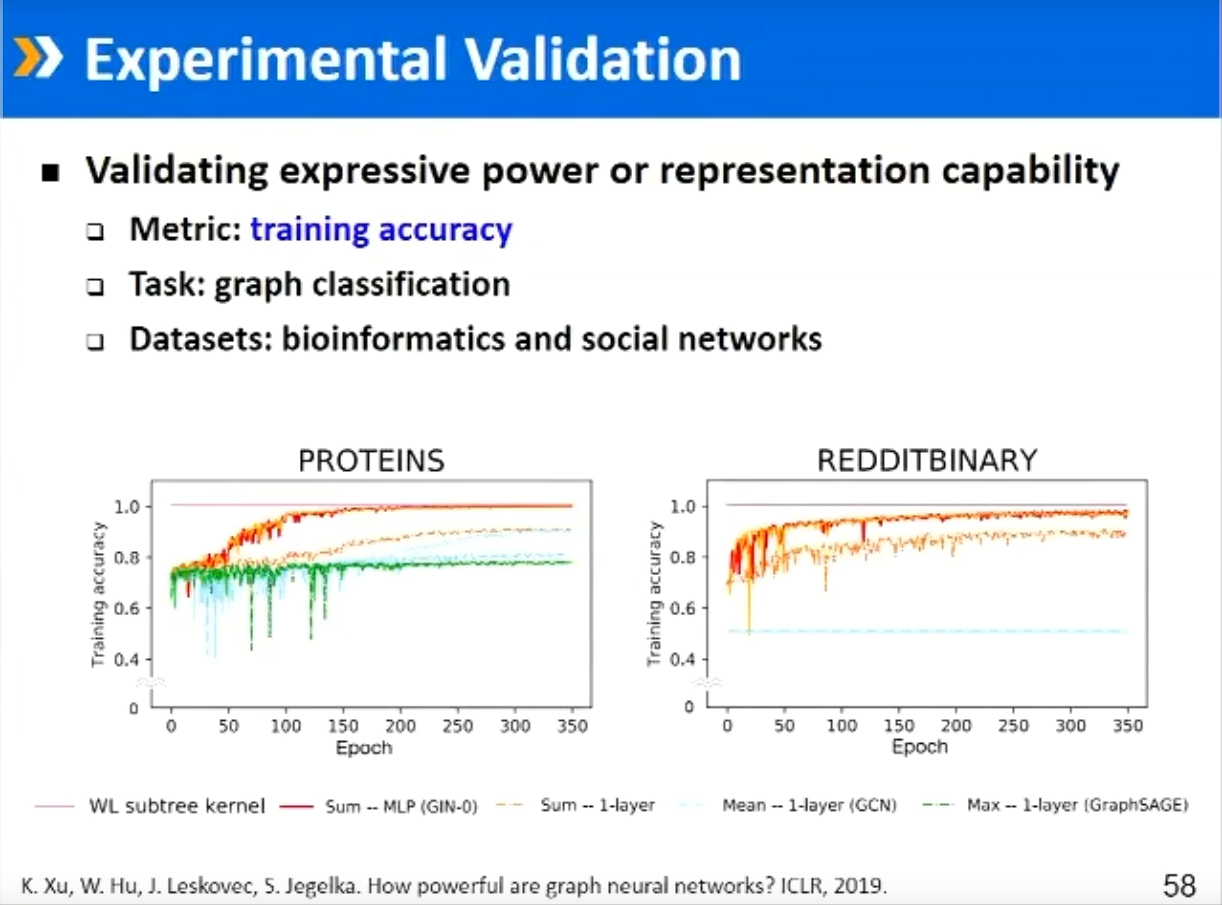 Experimental Validation
Validating expressive power or representation capability
Metric: training accuracy
Task: graph classification
Datasets: bioinformatics and social networks
PROTEINS
Training accuracy
1.0
0.8
0.6
0.4
0
0 50 100 150 200 250 300 350
Epoch
REDDITBINARY
Training accuracy
1.0
0.8
0.6
0.4
0
0 50 100 150 200 250 300 350
Epoch
WL subtree kernel Sum -- MLP (GIN-0) Sum -- 1-layer Mean -- 1-layer (GCN) Max -- 1-layer (GraphSAGE)
K. Xu, W. Hu, J. Leskovec, S. Jegelka. How powerful are graph neural networks? ICLR, 2019.
58